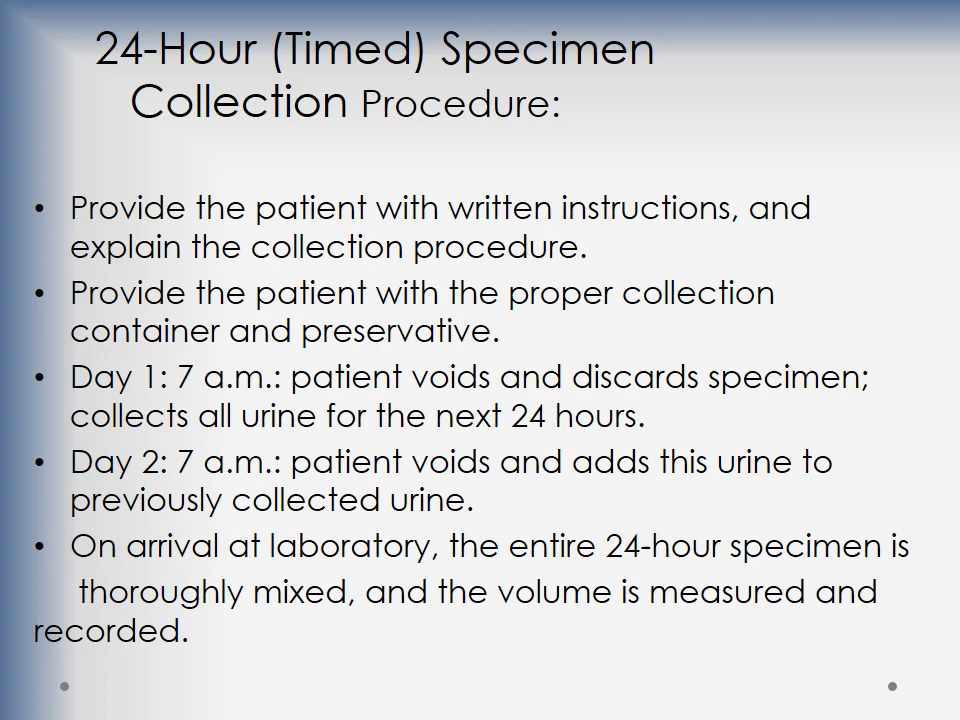 24-Hour (Timed) Specimen
Collection Procedure:
• Provide the patient with written instructions, and
explain the collection procedure.
• Provide the patient with the proper collection
container and preservative.
• Day 1: 7 a.m.: patient voids and discards specimen;
collects all urine for the next 24 hours.
• Day 2: 7 a.m.: patient voids and adds this urine to
previously collected urine.
• On arrival at laboratory, the entire 24-hour specimen is
thoroughly mixed, and the volume is measured and
recorded.